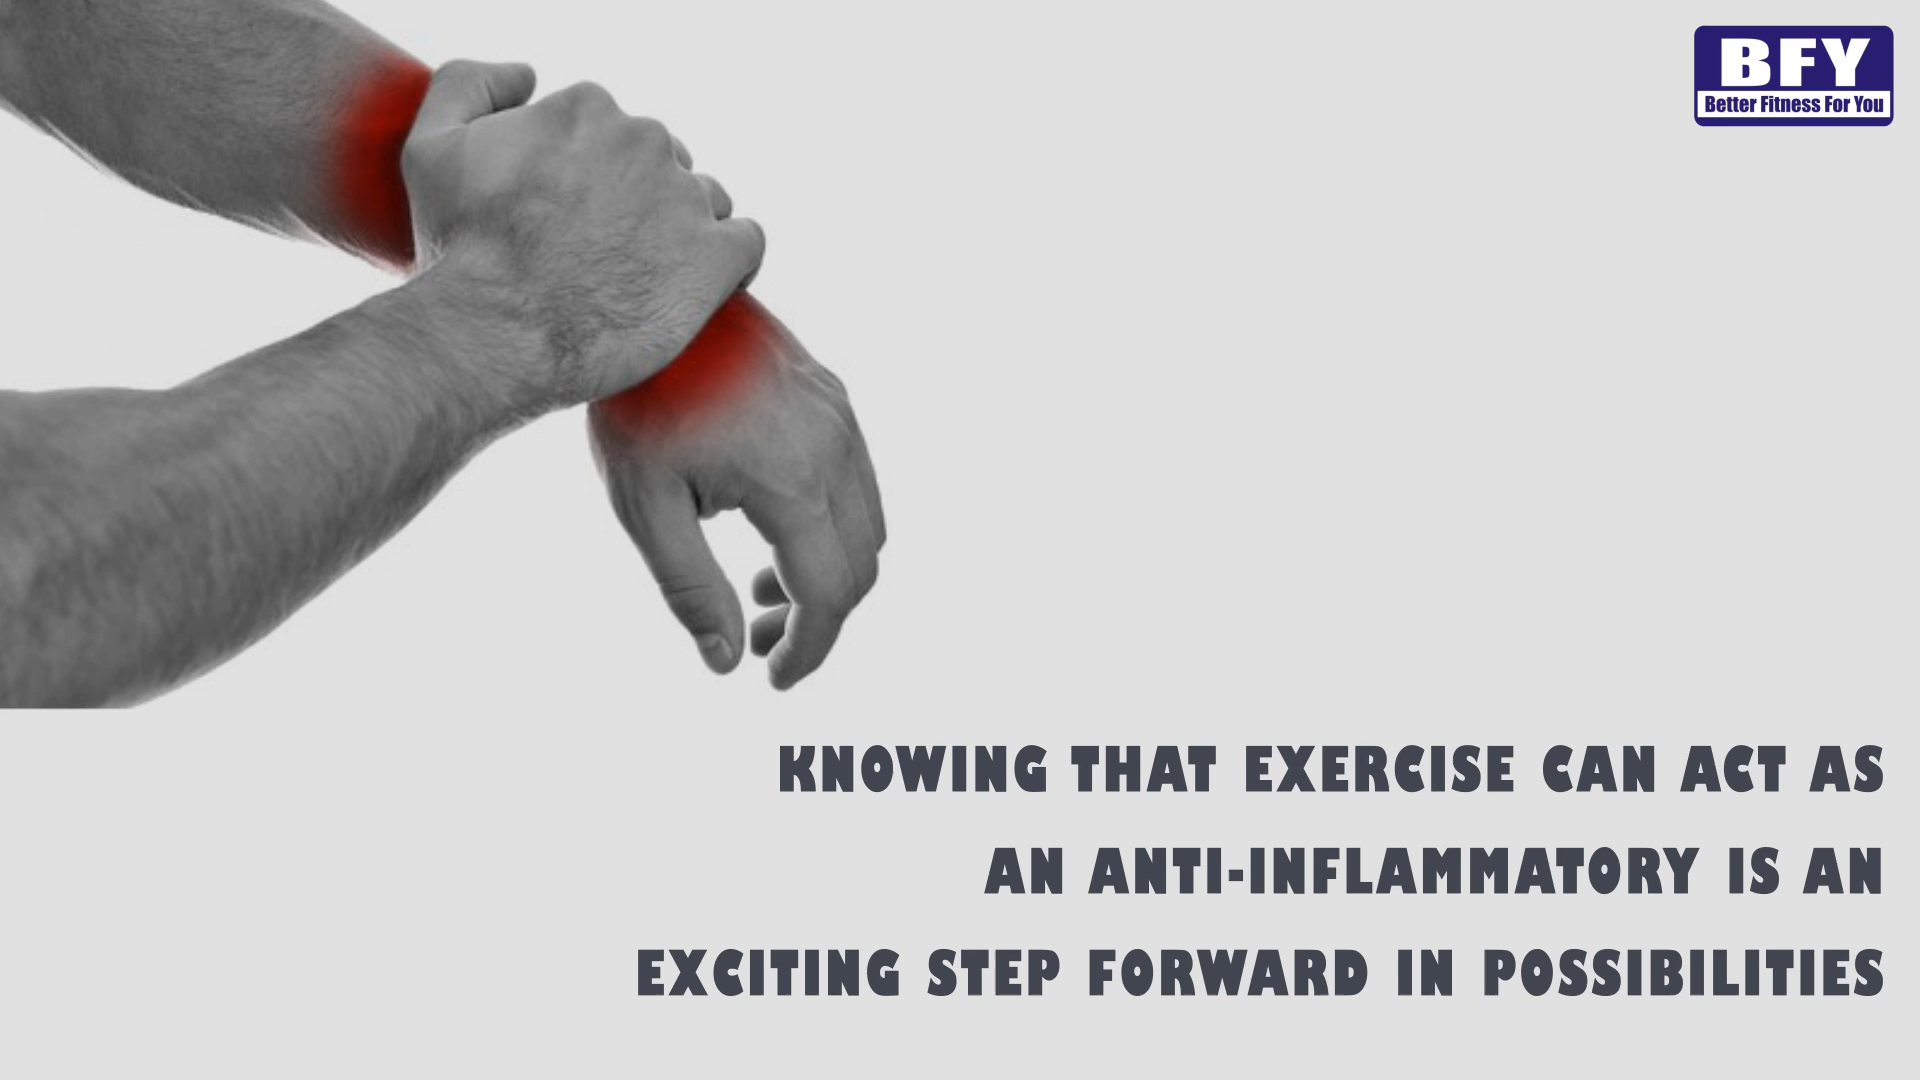 BFY
Better Fitness For You
KNOWING THAT EXERCISE CAN ACT AS
AN ANTI-INFLAMMATORY IS AN
EXCITING STEP FORWARD IN POSSIBILITIES